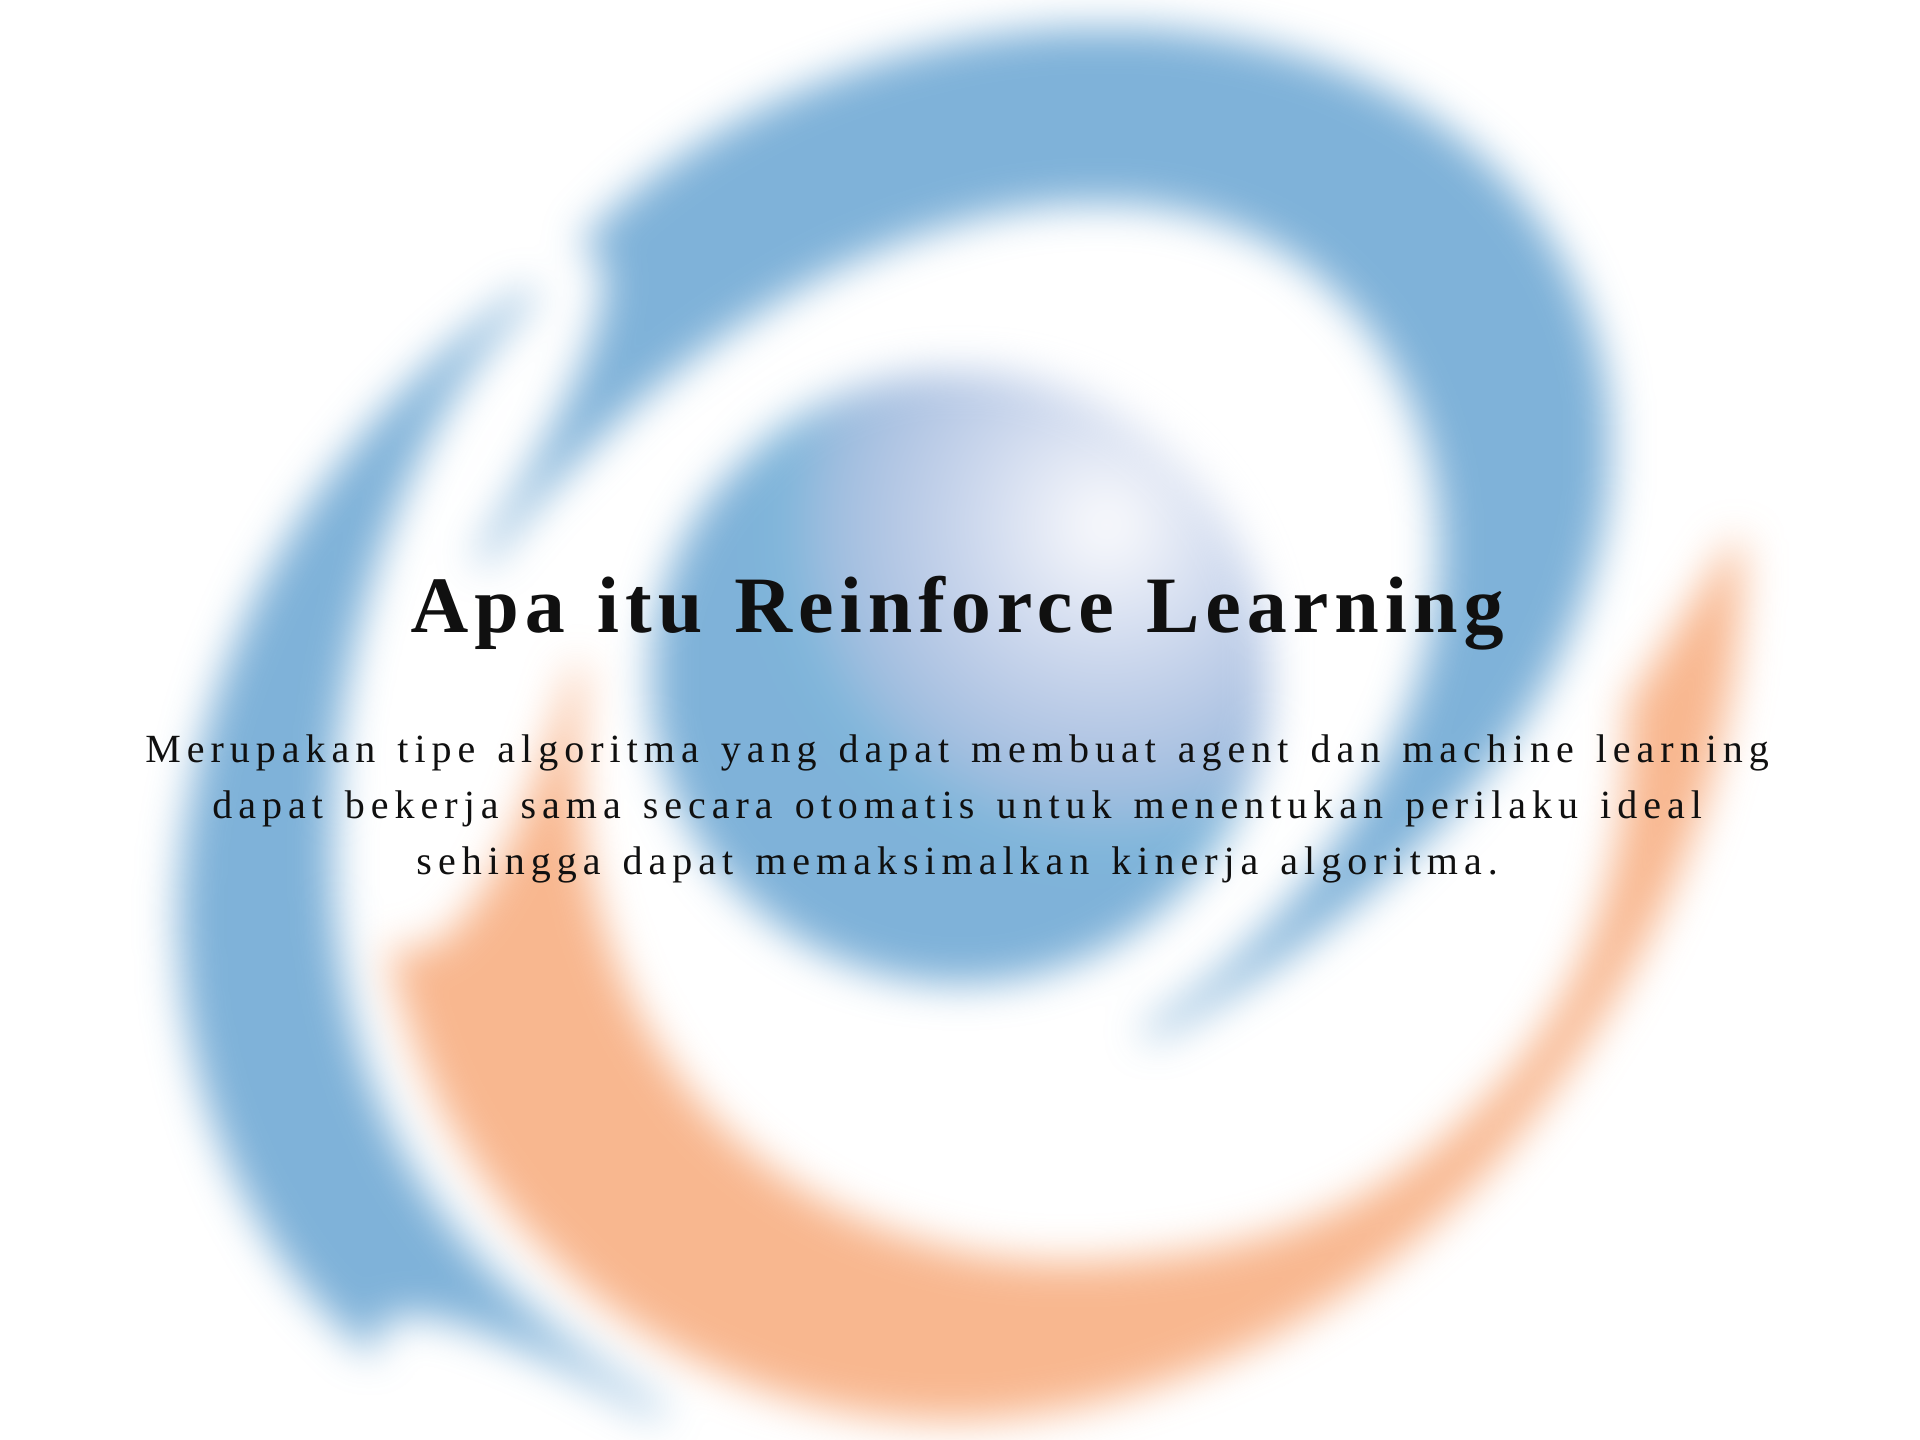 Apa itu Reinforce Learning
Merupakan tipe algoritma yang dapat membuat agent dan machine learning
dapat bekerja sama secara otomatis untuk menentukan perilaku ideal
sehingga dapat memaksimalkan kinerja algoritma.